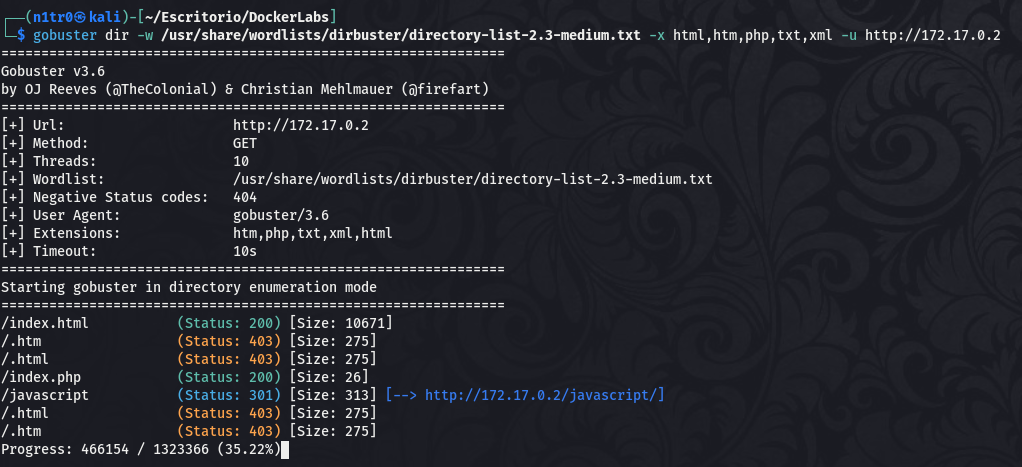 ┌──(n1tr0㉿kali)-[~/Escritorio/DockerLabs]
└─$ gobuster dir -w /usr/share/wordlists/dirbuster/directory-list-2.3-medium.txt -x html,htm,php,txt,xml -u http://172.17.0.2
===============================================================
Gobuster v3.6
by OJ Reeves (@TheColonial) & Christian Mehlmauer (@firefart)
===============================================================
[+] Url:                     http://172.17.0.2
[+] Method:                  GET
[+] Threads:                 10
[+] Wordlist:                /usr/share/wordlists/dirbuster/directory-list-2.3-medium.txt
[+] Negative Status codes:   404
[+] User Agent:              gobuster/3.6
[+] Extensions:              htm,php,txt,xml,html
[+] Timeout:                 10s
===============================================================
Starting gobuster in directory enumeration mode
===============================================================
/index.html           (Status: 200) [Size: 10671]
/.htm                 (Status: 403) [Size: 275]
/.html                (Status: 403) [Size: 275]
/index.php            (Status: 200) [Size: 26]
/javascript           (Status: 301) [Size: 313] [--> http://172.17.0.2/javascript/]
/.html                (Status: 403) [Size: 275]
/.htm                 (Status: 403) [Size: 275]
Progress: 466154 / 1323366 (35.22%)